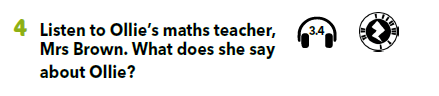 4 Listen to Ollie's maths teacher,
3.4
Mrs Brown. What does she say
about Ollie?